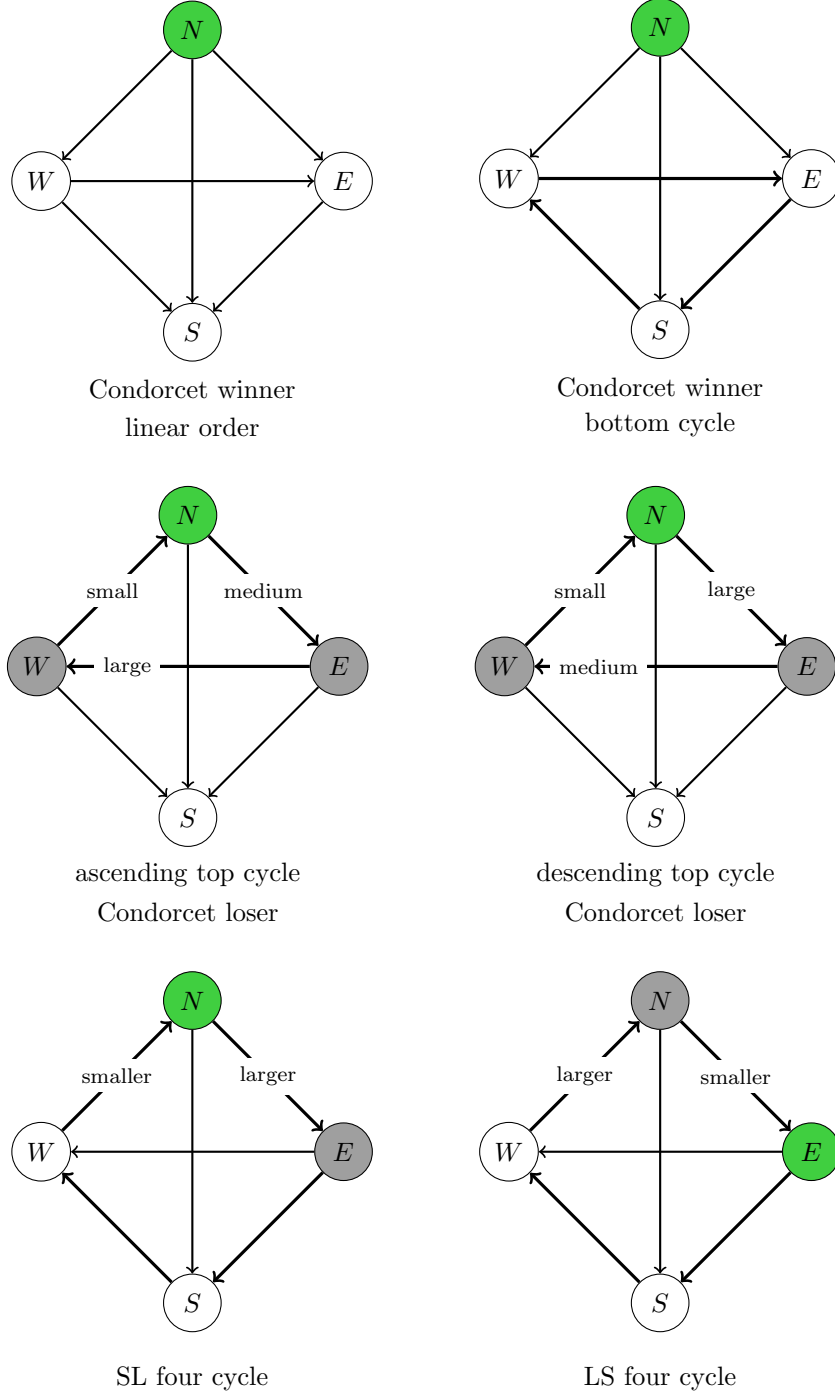 N
N
W
E
W
E
S
S
Condorcet winner
linear order
Condorcet winner
bottom cycle
N
N
small
medium
small
large
W
large
E
W
medium
E
S
S
ascending top cycle
Condorcet loser
descending top cycle
Condorcet loser
N
N
smaller
larger
larger
smaller
W
E
W
E
S
S
SL four cycle
LS four cycle